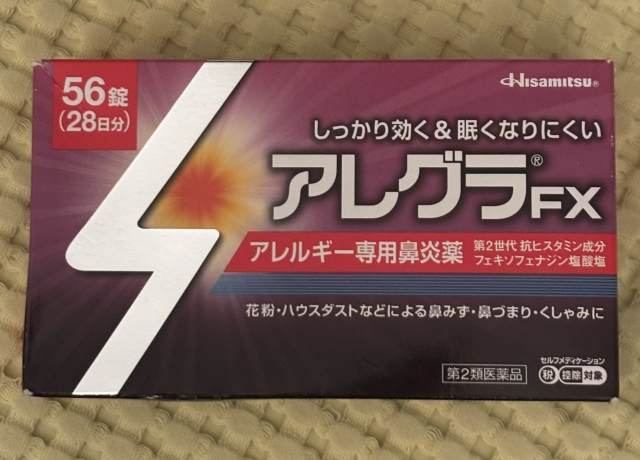 56錠
(28日分)
Hisamitsu®
しっかり効く&眠くなりにくい
アレグラ®FX
アレルギー専用鼻炎薬
第2世代 抗ヒスタミン成分
フェキソフェナジン塩酸塩
花粉・ハウスダストなどによる鼻みず・鼻づまり・くしゃみに
第2類医薬品
セルフメディケーション
税 控除 対象